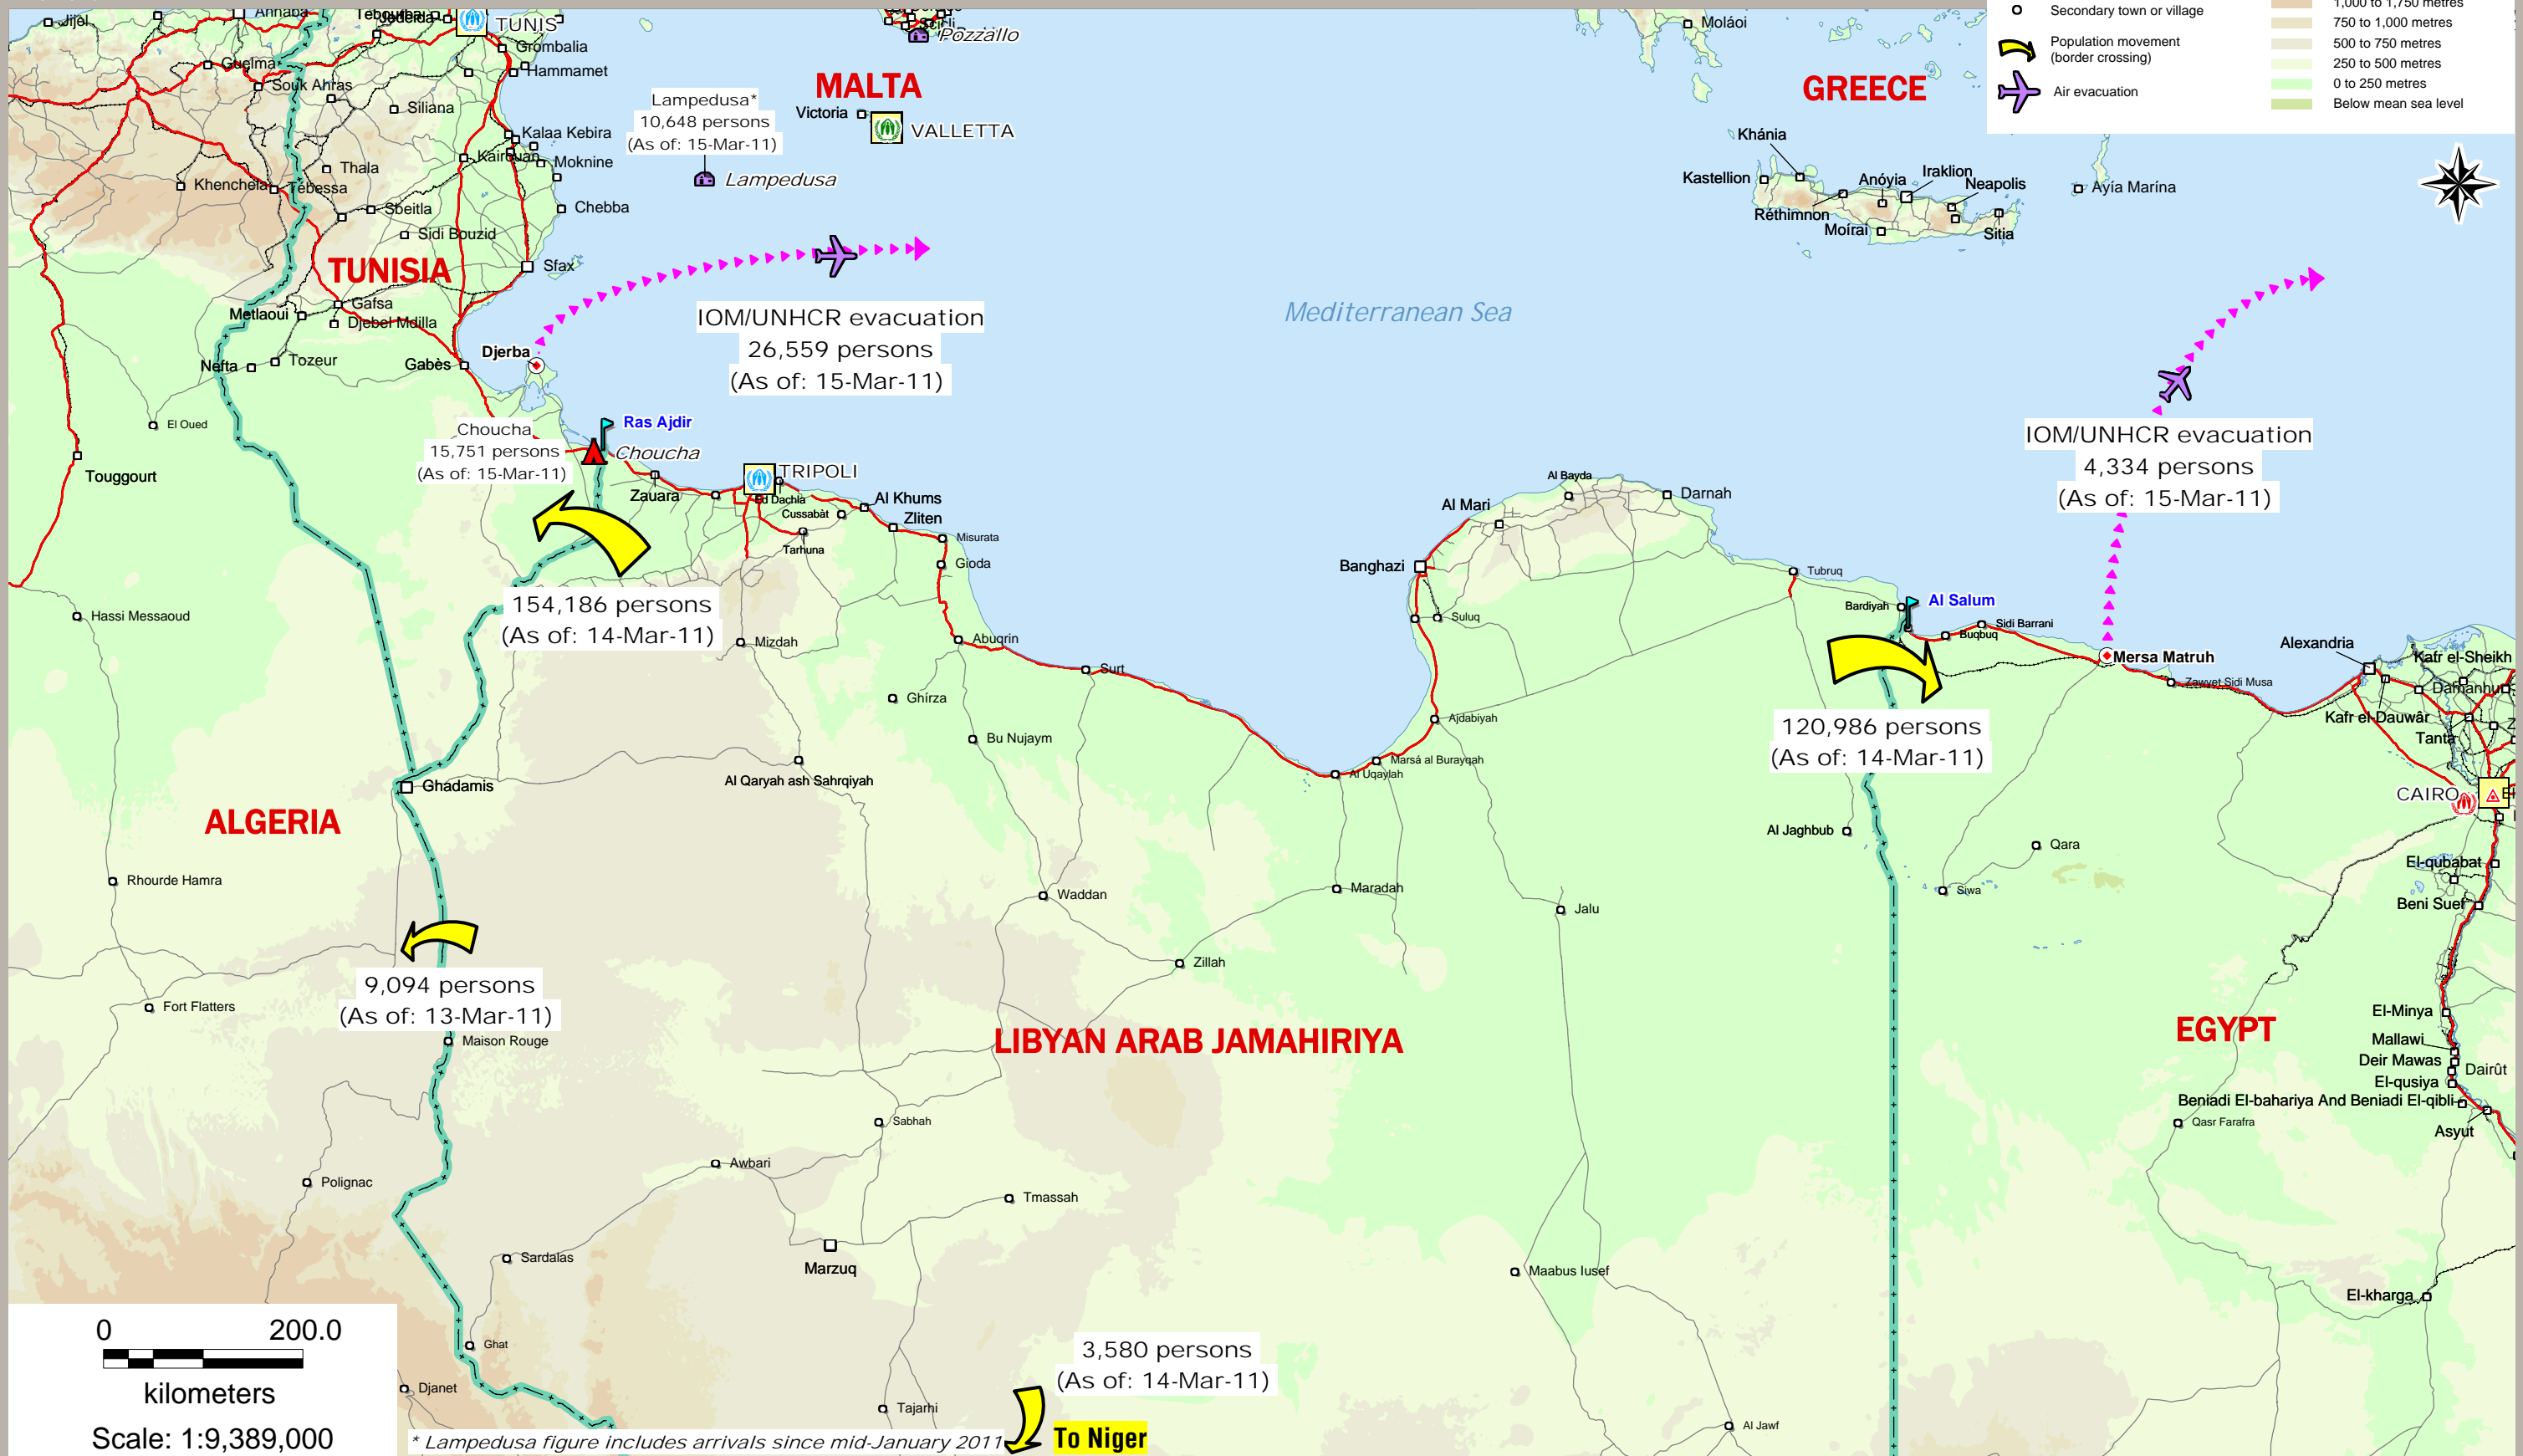 Jijel
Annaba
Tebourba
Jedeida
TUNIS
Grombalia
Hammamet
Guelma
Souk Ahras
Siliana
Kalaa Kebira
Kairouan
Moknine
Thala
Khenchela
Tébessa
Sbeitla
Chebba
Sidi Bouzid
Sfax
TUNISIA
Gafsa
Metlaoui
Djebel Mdilla
Nefta
Tozeur
Gabès
Djerba
El Oued
Touggourt
Scicli
Pozzallo
MALTA
Victoria
VALLETTA
Lampedusa*
10,648 persons
(As of: 15-Mar-11)
Lampedusa
IOM/UNHCR evacuation
26,559 persons
(As of: 15-Mar-11)
Mediterranean Sea
Moláoi
GREECE
Khánia
Kastellion
Anóyia
Iraklion
Neapolis
Réthimnon
Moírai
Sitia
Ayía Marína
Secondary town or village
Population movement
(border crossing)
Air evacuation
1,000 to 1,750 metres
750 to 1,000 metres
500 to 750 metres
250 to 500 metres
0 to 250 metres
Below mean sea level
IOM/UNHCR evacuation
4,334 persons
(As of: 15-Mar-11)
Choucha
15,751 persons
(As of: 15-Mar-11)
Ras Ajdir
Choucha
Zauara
TRIPOLI
Ed Dachla
Cussabàt
Al Khums
Zliten
Tarhuna
Misurata
Gioda
154,186 persons
(As of: 14-Mar-11)
Mizdah
Abuqrin
Surt
Ghírza
Bu Nujaym
Al Qaryah ash Sahrqiyah
Al Bayda
Al Mari
Darnah
Banghazi
Suluq
Ajdabiyah
Marsá al Burayqah
Al Uqaylah
Tubruq
Bardiyah
Al Salum
Buqbuq
Sidi Barrani
Mersa Matruh
Zawyet Sidi Musa
Alexandria
Kafr el-Sheikh
Kafr el-Dauwâr
Tanta
CAIRO
120,986 persons
(As of: 14-Mar-11)
Al Jaghbub
Qara
Siwa
El-qubabat
Beni Suef
Hassi Messaoud
Ghadamis
ALGERIA
Rhourde Hamra
9,094 persons
(As of: 13-Mar-11)
Fort Flatters
Maison Rouge
Waddan
Maradah
Jalu
Zillah
LIBYAN ARAB JAMAHIRIYA
EGYPT
El-Minya
Mallawi
Deir Mawas
Dairût
El-qusiya
Beniadi El-bahariya And Beniadi El-qibli
Qasr Farafra
Asyut
Sabhah
Awbari
Polignac
Tmassah
Sardalas
Marzuq
Maabus Iusef
El-kharga
Ghat
Djanet
Tajarhi
Al Jawf
3,580 persons
(As of: 14-Mar-11)
To Niger
0 200.0
kilometers
Scale: 1:9,389,000
* Lampedusa figure includes arrivals since mid-January 2011